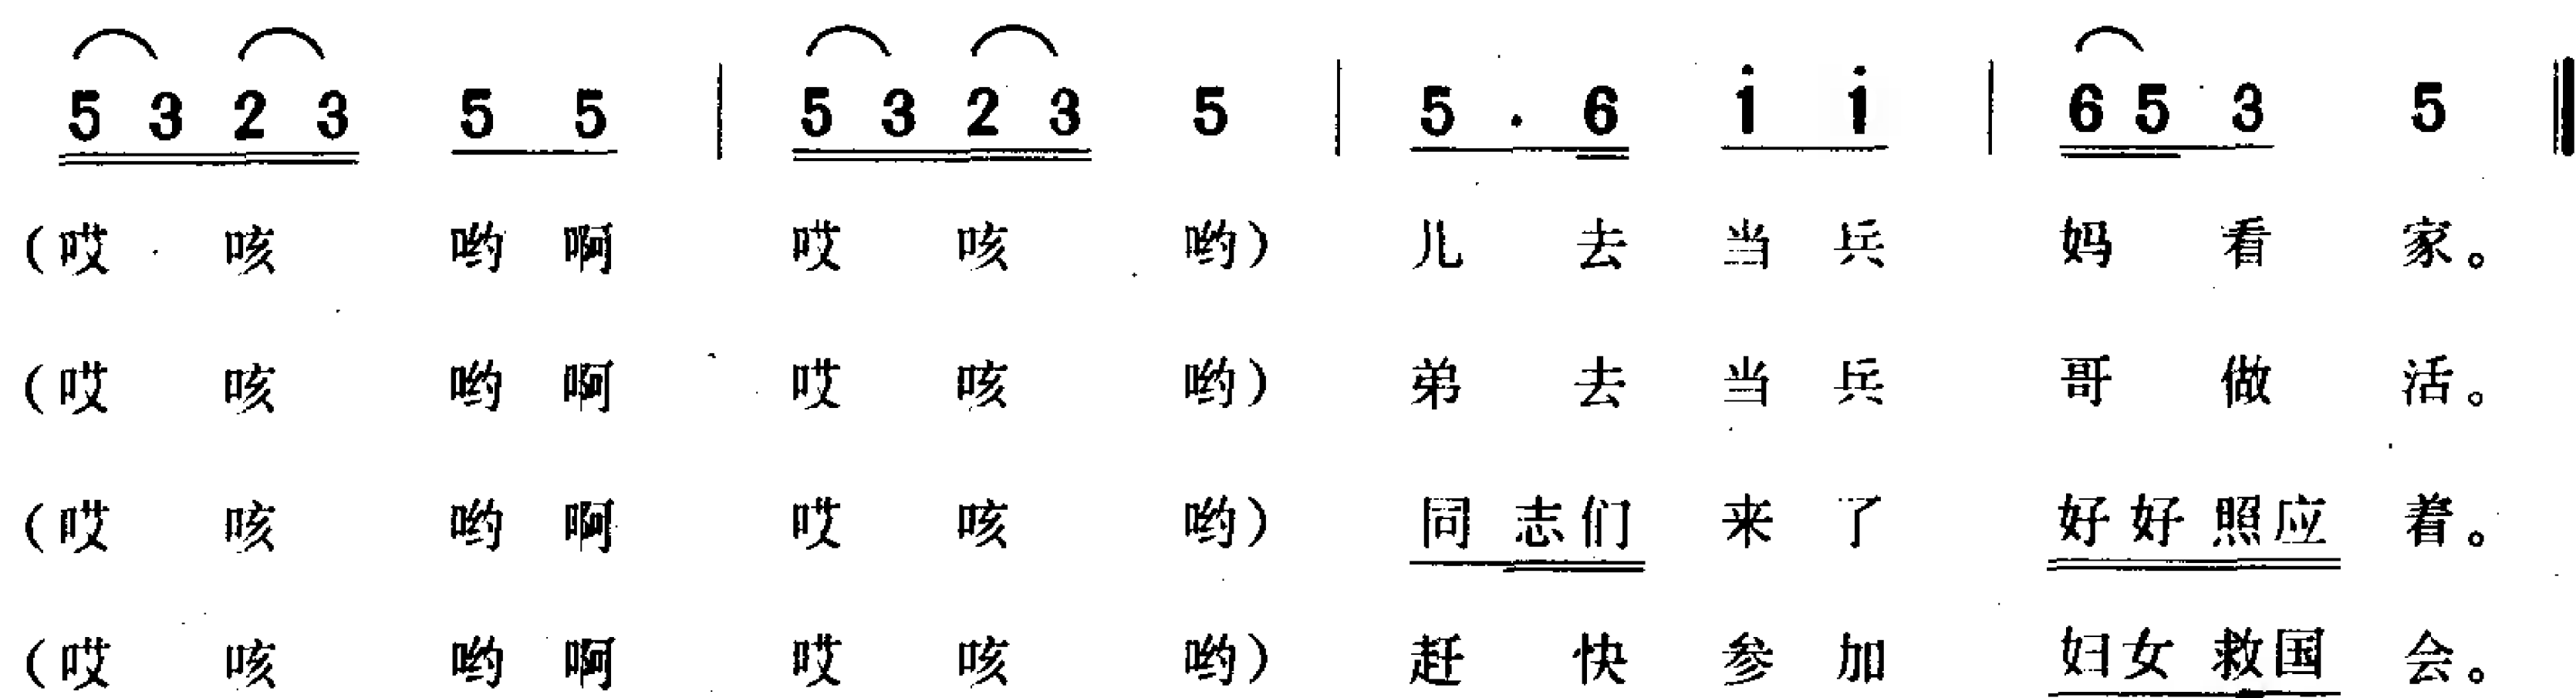 5 3 2 3 5 5 | 5 3 2 3 5 | 5 . 6 i̇ i̇ | 6 5 3 5 ‖
（哎 咳 哟 啊 哎 咳 哟） 儿 去 当 兵 妈 看 家。
（哎 咳 哟 啊 哎 咳 哟） 弟 去 当 兵 哥 做 活。
（哎 咳 哟 啊 哎 咳 哟） 同 志 们 来 了 好 好 照 应 着。
（哎 咳 哟 啊 哎 咳 哟） 赶 快 参 加 妇 女 救 国 会。